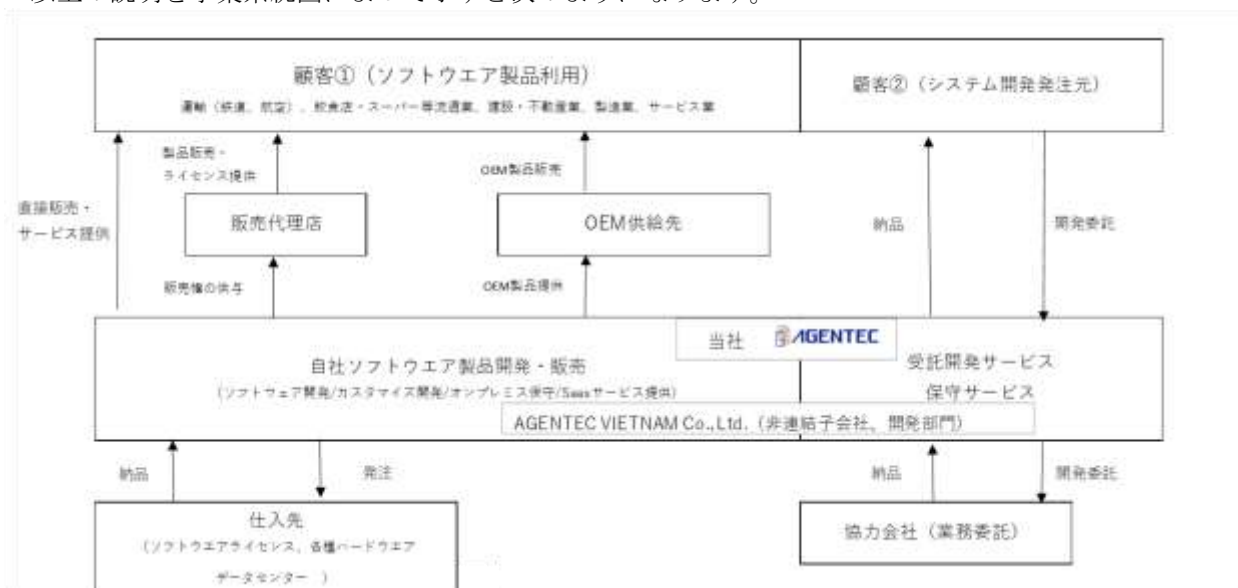 以上の説明を事業系統図によって示すと次のようになります。
顧客①（ソフトウエア製品利用）
運輸（鉄道、航空）、飲食店・スーパー等流通業、建設・不動産業、製造業、サービス業
顧客②（システム開発発注元）
製品販売・
ライセンス提供
OEM製品販売
直接販売・
サービス提供
販売代理店
OEM供給先
納品
開発委託
販売権の供与
OEM製品提供
当社
AGENTEC
自社ソフトウエア製品開発・販売
（ソフトウェア開発/カスタマイズ開発/オンプレミス保守/Saasサービス提供）
受託開発サービス
保守サービス
AGENTEC VIETNAM Co.,Ltd.（非連結子会社、開発部門）
納品
発注
納品
開発委託
仕入先
（ソフトウエアライセンス、各種ハードウエア
データセンター　）
協力会社（業務委託）